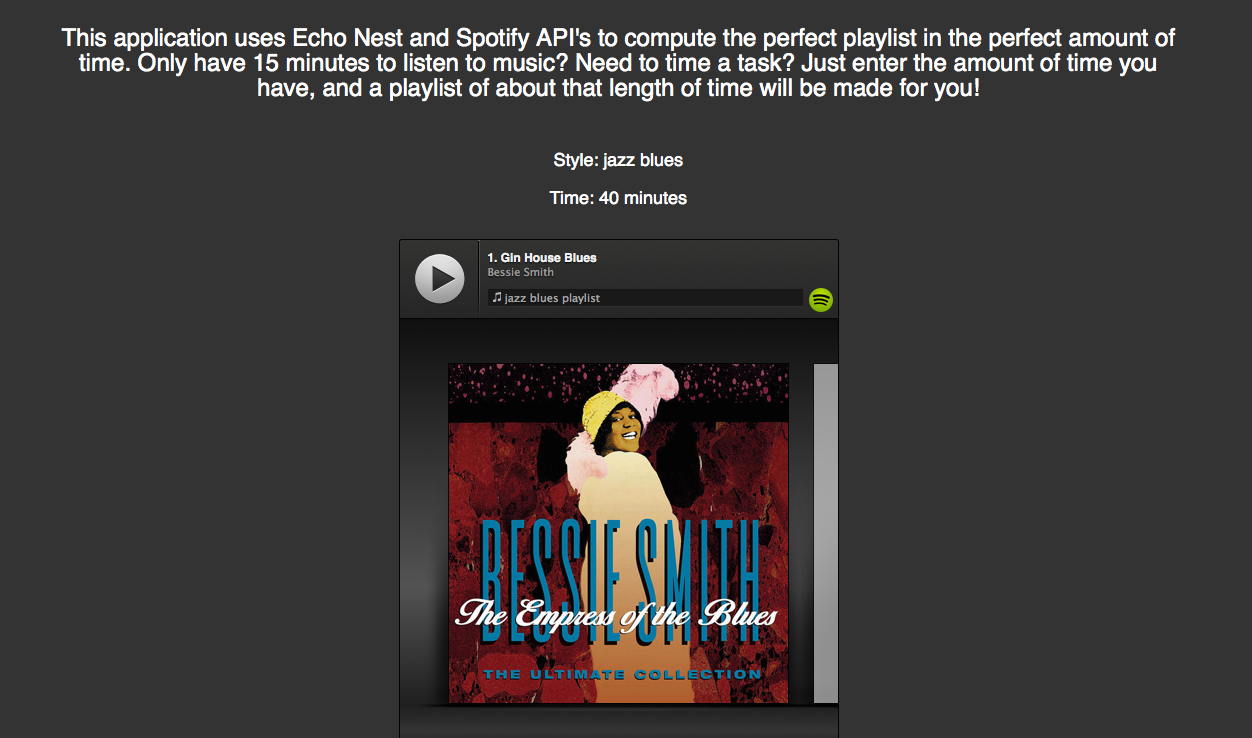 This application uses Echo Nest and Spotify API's to compute the perfect playlist in the perfect amount of
time. Only have 15 minutes to listen to music? Need to time a task? Just enter the amount of time you
have, and a playlist of about that length of time will be made for you!
Style: jazz blues
Time: 40 minutes
1. Gin House Blues
Bessie Smith
jazz blues playlist
BESSIE SMITH
The Empress of the Blues
THE ULTIMATE COLLECTION